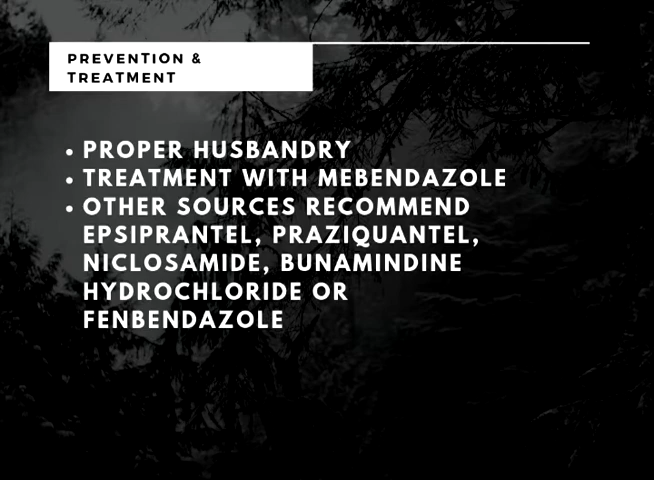 PREVENTION &
TREATMENT
• PROPER HUSBANDRY
• TREATMENT WITH MEBENDAZOLE
• OTHER SOURCES RECOMMEND
EPSIPRANTEL, PRAZIQUANTEL,
NICLOSAMIDE, BUNAMINDINE
HYDROCHLORIDE OR
FENBENDAZOLE